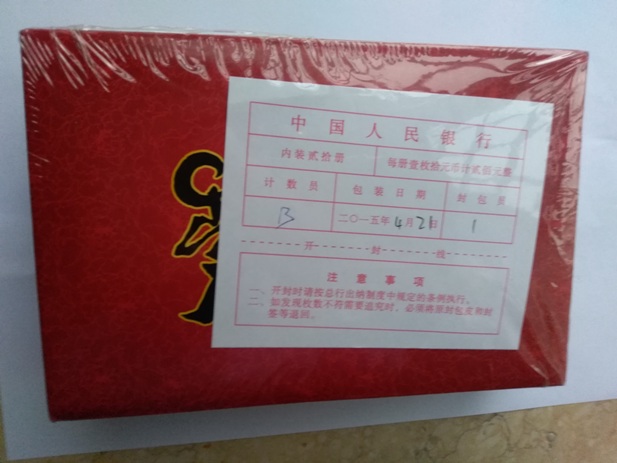 中国人民银行
内装贰拾册 每册壹枚拾元币计贰佰元整
计数员 包装日期 封包员
B 二〇一五年4月21日 1
开 封 线
注意事项
一、开封时请按总行出纳制度中规定的条例执行。
二、如发现枚数不符需要追究时，必须将原封包皮和封
签等退回。